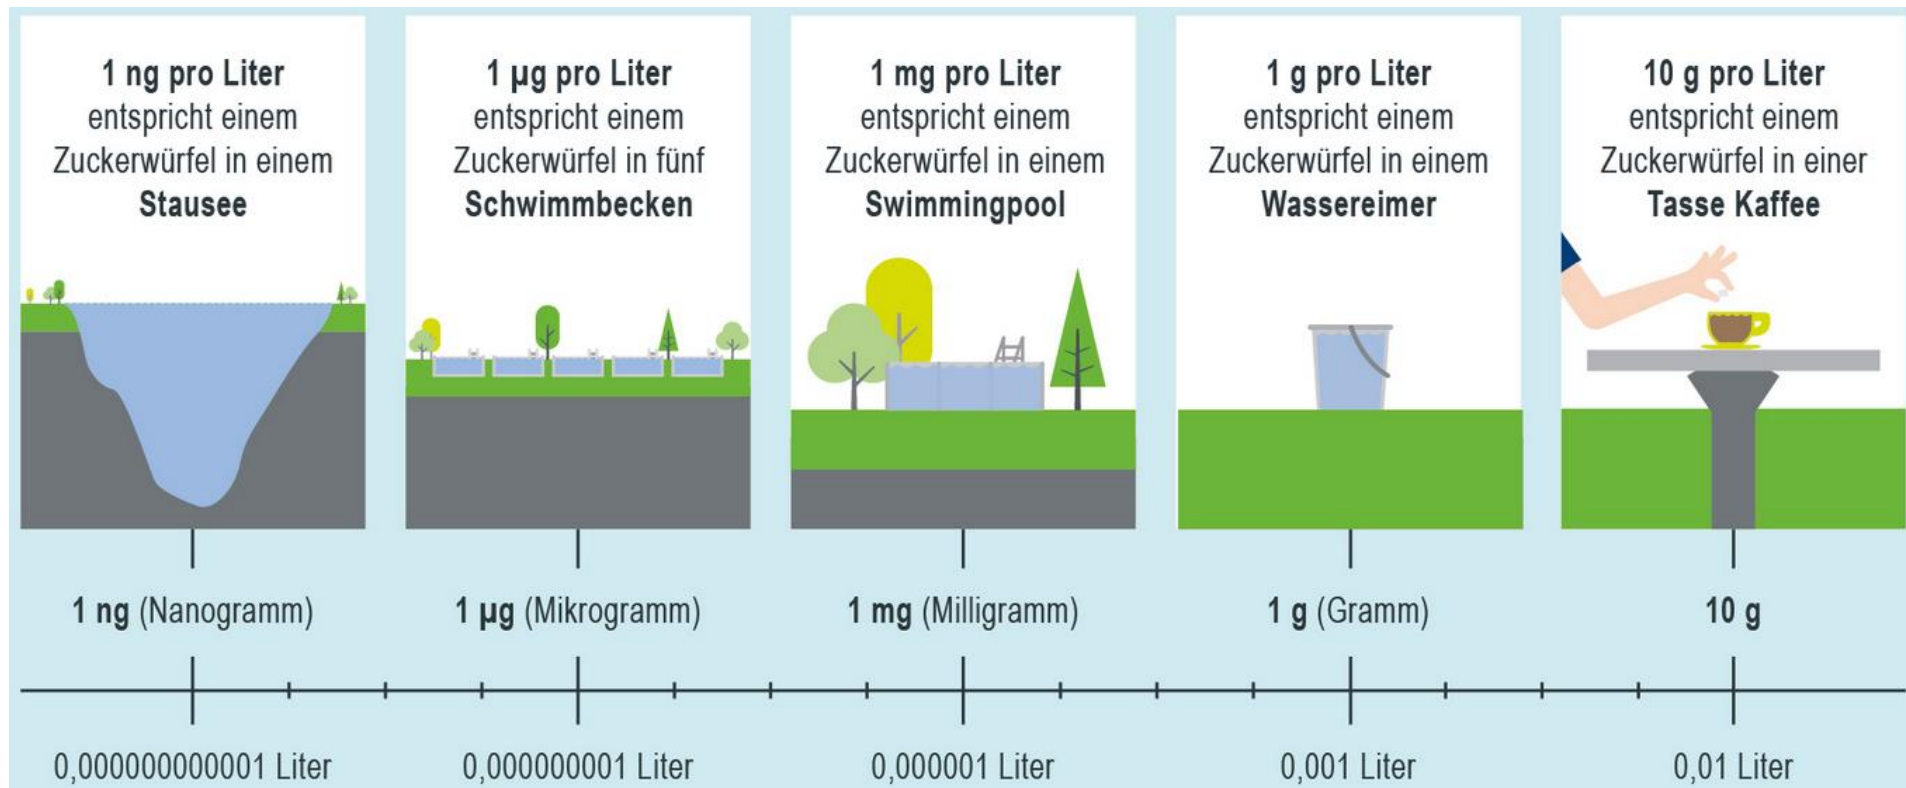 1 ng pro Liter
entspricht einem
Zuckerwürfel in einem
Stausee
1 µg pro Liter
entspricht einem
Zuckerwürfel in fünf
Schwimmbecken
1 mg pro Liter
entspricht einem
Zuckerwürfel in einem
Swimmingpool
1 g pro Liter
entspricht einem
Zuckerwürfel in einem
Wassereimer
10 g pro Liter
entspricht einem
Zuckerwürfel in einer
Tasse Kaffee
1 ng (Nanogramm)
1 µg (Mikrogramm)
1 mg (Milligramm)
1 g (Gramm)
10 g
0,000000000001 Liter
0,000000001 Liter
0,000001 Liter
0,001 Liter
0,01 Liter